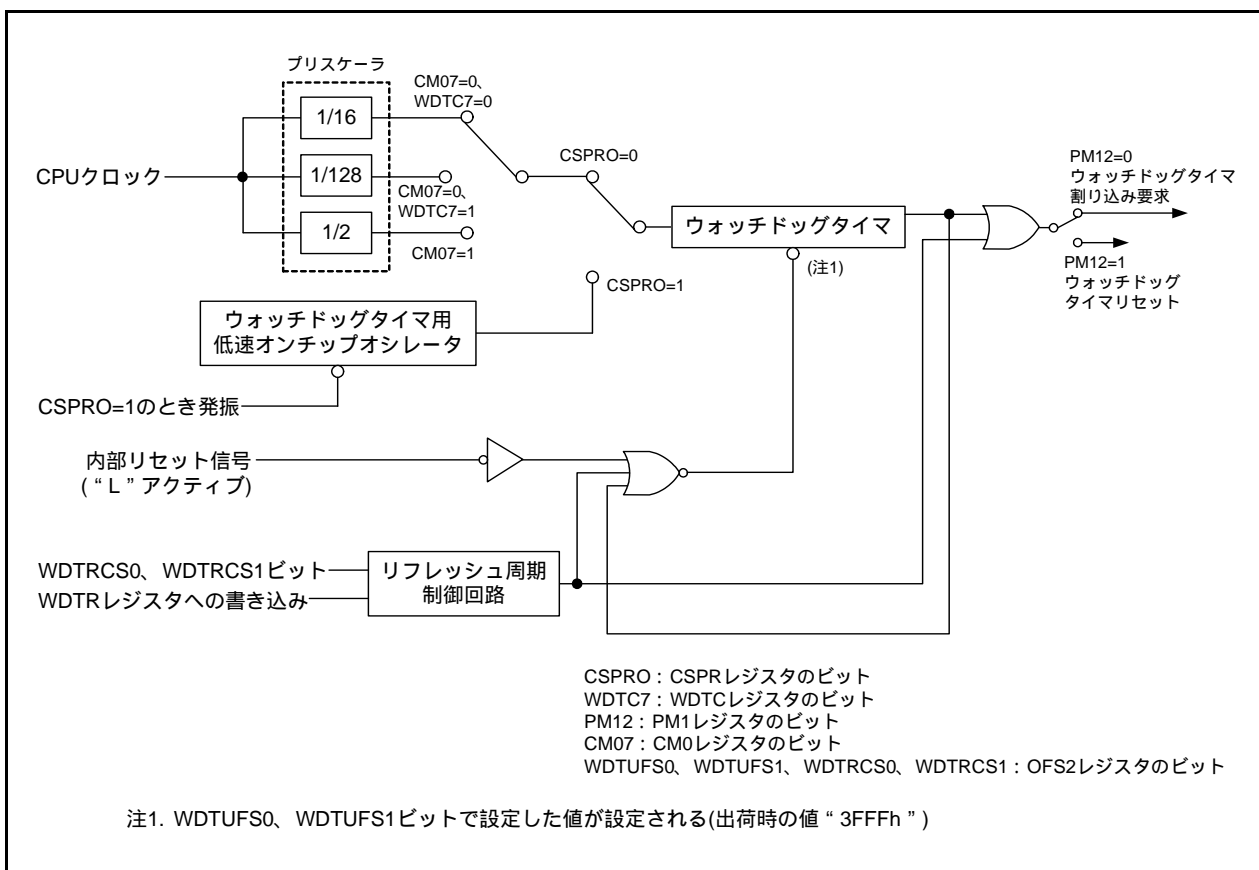 プリスケーラ
CM07=0、
WDTC7=0
1/16
CPUクロック
1/128
CM07=0、
WDTC7=1
1/2
CM07=1
CSPRO=0
CSPRO=1
ウォッチドッグタイマ
(注1)
PM12=0
ウォッチドッグタイマ
割り込み要求
PM12=1
ウォッチドッグ
タイマリセット
ウォッチドッグタイマ用
低速オンチップオシレータ
CSPRO=1のとき発振
内部リセット信号
( “ L ” アクティブ)
WDTRCS0、WDTRCS1ビット
WDTRレジスタへの書き込み
リフレッシュ周期
制御回路
CSPRO : CSPRレジスタのビット
WDTC7 : WDTCレジスタのビット
PM12 : PM1レジスタのビット
CM07 : CM0レジスタのビット
WDTUFS0、WDTUFS1、WDTRCS0、WDTRCS1 : OFS2レジスタのビット
注1. WDTUFS0、WDTUFS1ビットで設定した値が設定される(出荷時の値 “ 3FFFh ” )